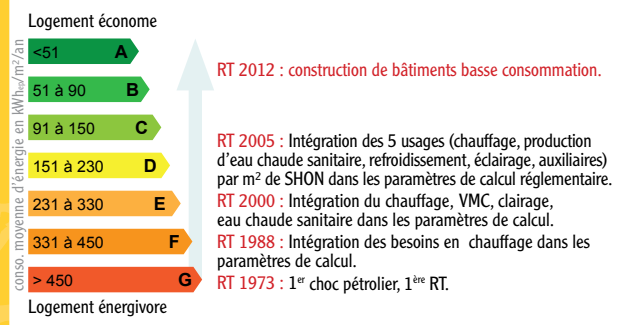 Logement économe
conso. moyenne d'énergie en kWhep/m²/an
<51 A
51 à 90 B
91 à 150 C
151 à 230 D
231 à 330 E
331 à 450 F
> 450 G
Logement énergivore
RT 2012 : construction de bâtiments basse consommation.
RT 2005 : Intégration des 5 usages (chauffage, production
d'eau chaude sanitaire, refroidissement, éclairage, auxiliaires)
par m² de SHON dans les paramètres de calcul réglementaire.
RT 2000 : Intégration du chauffage, VMC, clairage,
eau chaude sanitaire dans les paramètres de calcul.
RT 1988 : Intégration des besoins en chauffage dans les
paramètres de calcul.
RT 1973 : 1er choc pétrolier, 1ère RT.